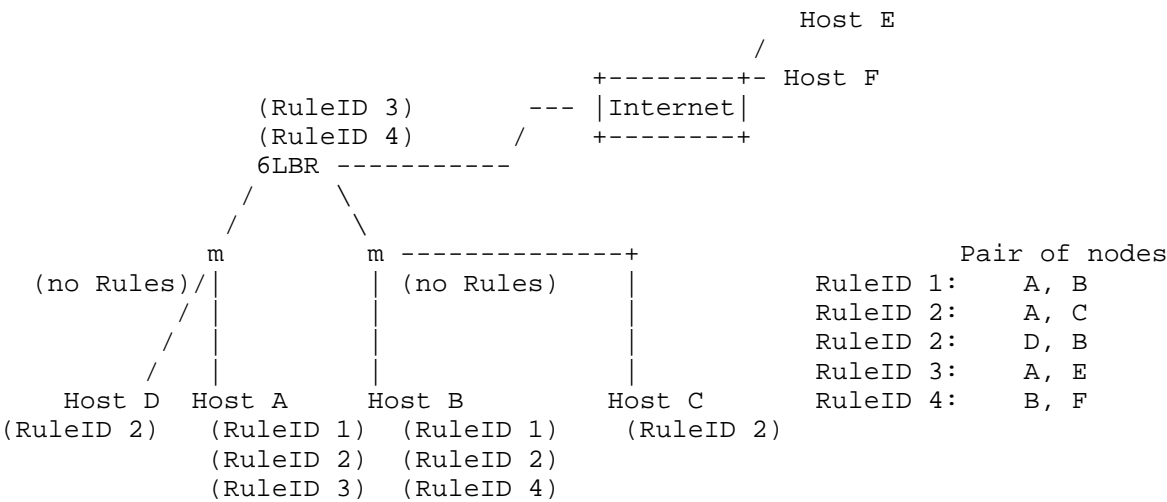 Host E
/
+--------+- Host F
(RuleID 3) --- |Internet|
(RuleID 4) / +--------+
6LBR -----------
/ \
/ \
m m --------------+ Pair of nodes
(no Rules)/| | (no Rules) | RuleID 1: A, B
/ | | | RuleID 2: A, C
/ | | | RuleID 2: D, B
/ | | | RuleID 3: A, E
Host D Host A Host B Host C RuleID 4: B, F
(RuleID 2) (RuleID 1) (RuleID 1) (RuleID 2)
(RuleID 2) (RuleID 2)
(RuleID 3) (RuleID 4)